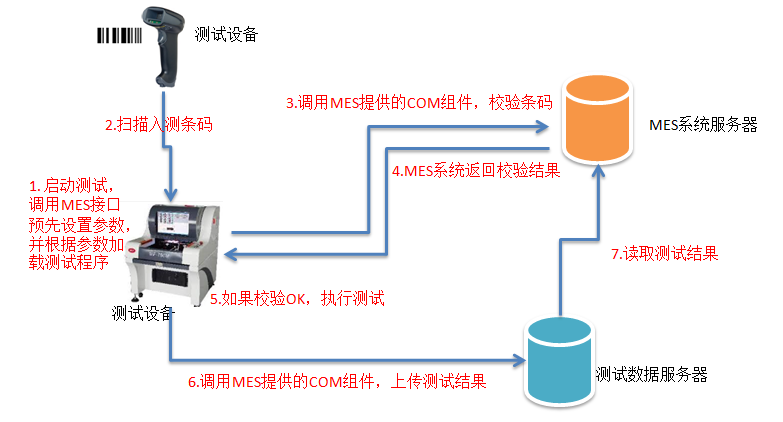 测试设备
2.扫描入测条码
3.调用MES提供的COM组件，校验条码
MES系统服务器
4.MES系统返回校验结果
1. 启动测试，
调用MES接口
预先设置参数，
并根据参数加
载测试程序
7.读取测试结果
5.如果校验OK，执行测试
测试设备
6.调用MES提供的COM组件，上传测试结果
测试数据服务器